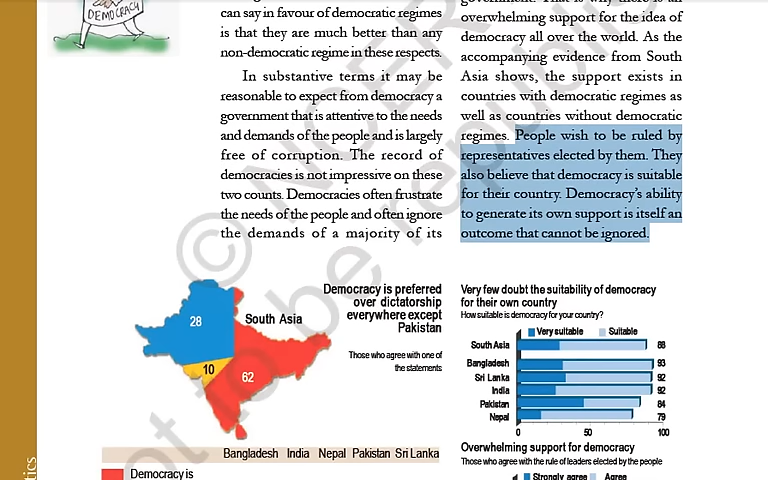 DEMOCRACY
can say in favour of democratic regimes
is that they are much better than any
non-democratic regime in these respects.
In substantive terms it may be
reasonable to expect from democracy a
government that is attentive to the needs
and demands of the people and is largely
free of corruption. The record of
democracies is not impressive on these
two counts. Democracies often frustrate
the needs of the people and often ignore
the demands of a majority of its
overwhelming support for the idea of
democracy all over the world. As the
accompanying evidence from South
Asia shows, the support exists in
countries with democratic regimes as
well as countries without democratic
regimes. People wish to be ruled by
representatives elected by them. They
also believe that democracy is suitable
for their country. Democracy's ability
to generate its own support is itself an
outcome that cannot be ignored.
Democracy is preferred
over dictatorship
everywhere except
Pakistan
South Asia
Those who agree with one of
the statements
28
10
62
Bangladesh India Nepal Pakistan Sri Lanka
Democracy is
Very few doubt the suitability of democracy
for their own country
How suitable is democracy for your country?
Very suitable Suitable
South Asia 88
Bangladesh 93
Sri Lanka 92
India 92
Pakistan 84
Nepal 79
0 50 100
Overwhelming support for democracy
Those who agree with the rule of leaders elected by the people
Strongly agree Agree
tics
© NCER
not to be republi